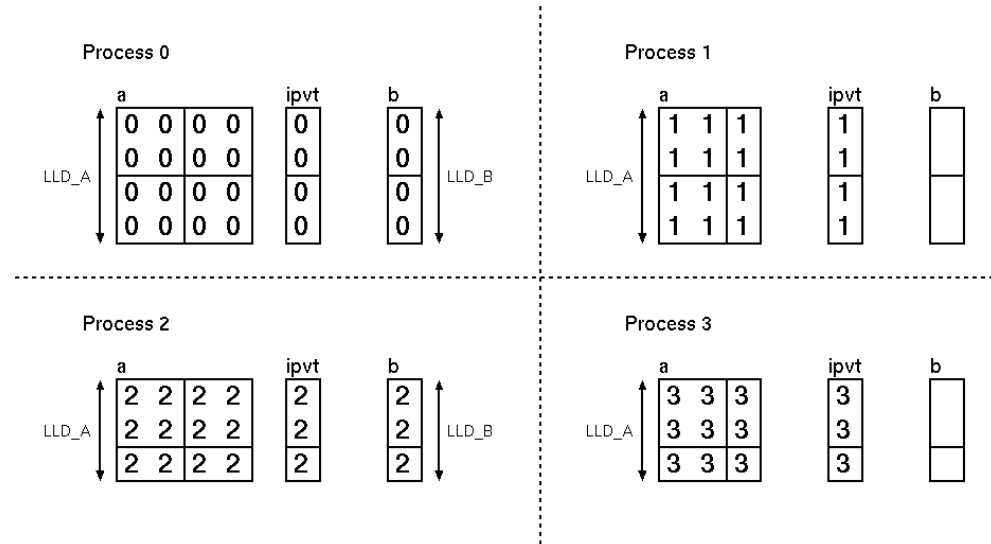 Process 0
a ipvt b
0 0 0 0 0 0
0 0 0 0 0 0
LLD_A LLD_B
0 0 0 0 0 0
0 0 0 0 0 0
Process 1
a ipvt b
1 1 1 1
1 1 1 1
LLD_A
1 1 1 1
1 1 1 1
Process 2
a ipvt b
2 2 2 2 2 2
LLD_A 2 2 2 2 2 2 LLD_B
2 2 2 2 2 2
Process 3
a ipvt b
3 3 3 3
LLD_A 3 3 3 3
3 3 3 3